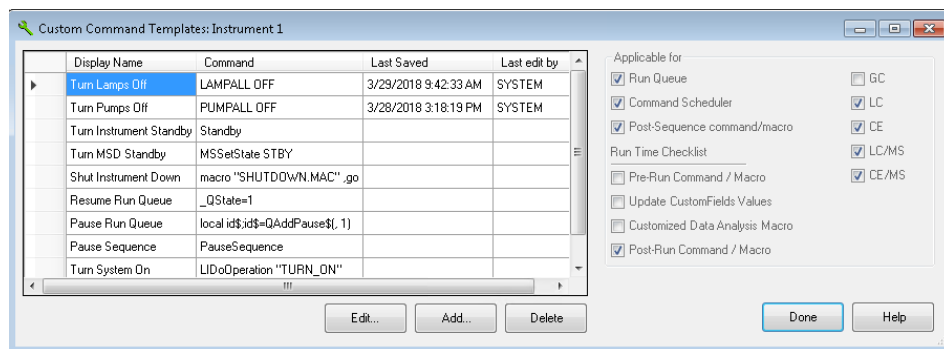 Custom Command Templates: Instrument 1
Display Name Command Last Saved Last edit by
Turn Lamps Off LAMPALL OFF 3/29/2018 9:42:33 AM SYSTEM
Turn Pumps Off PUMPALL OFF 3/28/2018 3:18:19 PM SYSTEM
Turn Instrument Standby Standby
Turn MSD Standby MSSetState STBY
Shut Instrument Down macro "SHUTDOWN.MAC" ,go
Resume Run Queue _QState=1
Pause Run Queue local id$;id$=QAddPause$(, 1)
Pause Sequence PauseSequence
Turn System On LIDoOperation "TURN_ON"
Edit... Add... Delete
Applicable for
Run Queue GC
Command Scheduler LC
Post-Sequence command/macro CE
Run Time Checklist LC/MS
Pre-Run Command / Macro CE/MS
Update CustomFields Values
Customized Data Analysis Macro
Post-Run Command / Macro
Done Help